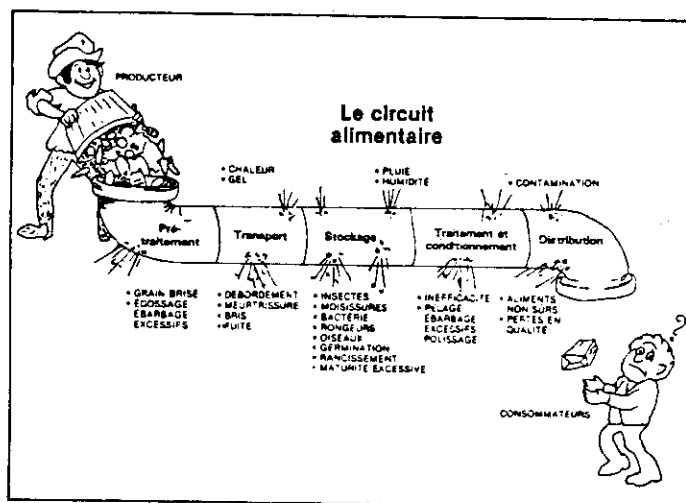 PRODUCTEUR
Le circuit
alimentaire
• CHALEUR
• GEL
• PLUIE
• HUMIDITÉ
• CONTAMINATION
Pré-
traitement
Transport
Stockage
Traitement et
conditionnement
Distribution
• GRAIN BRISÉ
• ÉGOSSAGE
ÉBARBAGE
EXCESSIFS
• DÉBORDEMENT
• MEURTRISSURE
• BRIS
• FUITE
• INSECTES
• MOISISSURES
• BACTÉRIE
• RONGEURS
• OISEAUX
• GERMINATION
• RANCISSEMENT
• MATURITÉ EXCESSIVE
• INEFFICACITÉ
• PELAGE
ÉBARBAGE
EXCESSIFS
POLISSAGE
• ALIMENTS
NON SURS
• PERTES EN
QUALITÉ
?
CONSOMMATEURS